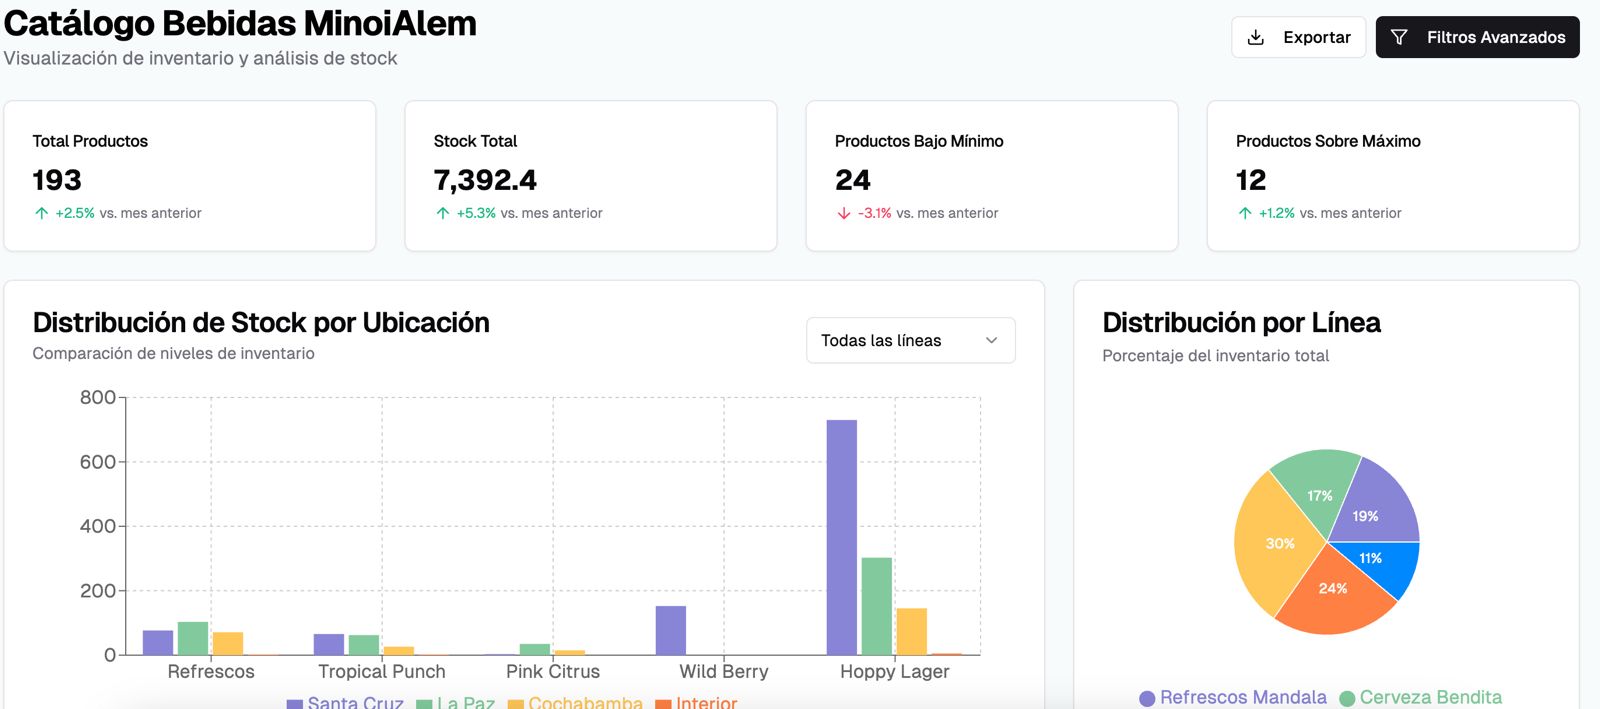 Catálogo Bebidas MinoiAlem
Visualización de inventario y análisis de stock
Exportar
Filtros Avanzados
Total Productos
193
+2.5% vs. mes anterior
Stock Total
7,392.4
+5.3% vs. mes anterior
Productos Bajo Mínimo
24
-3.1% vs. mes anterior
Productos Sobre Máximo
12
+1.2% vs. mes anterior
Distribución de Stock por Ubicación
Comparación de niveles de inventario
Todas las líneas
800
600
400
200
0
Refrescos
Tropical Punch
Pink Citrus
Wild Berry
Hoppy Lager
Santa Cruz
La Paz
Cochabamba
Interior
Distribución por Línea
Porcentaje del inventario total
17%
19%
30%
11%
24%
Refrescos Mandala
Cerveza Bendita